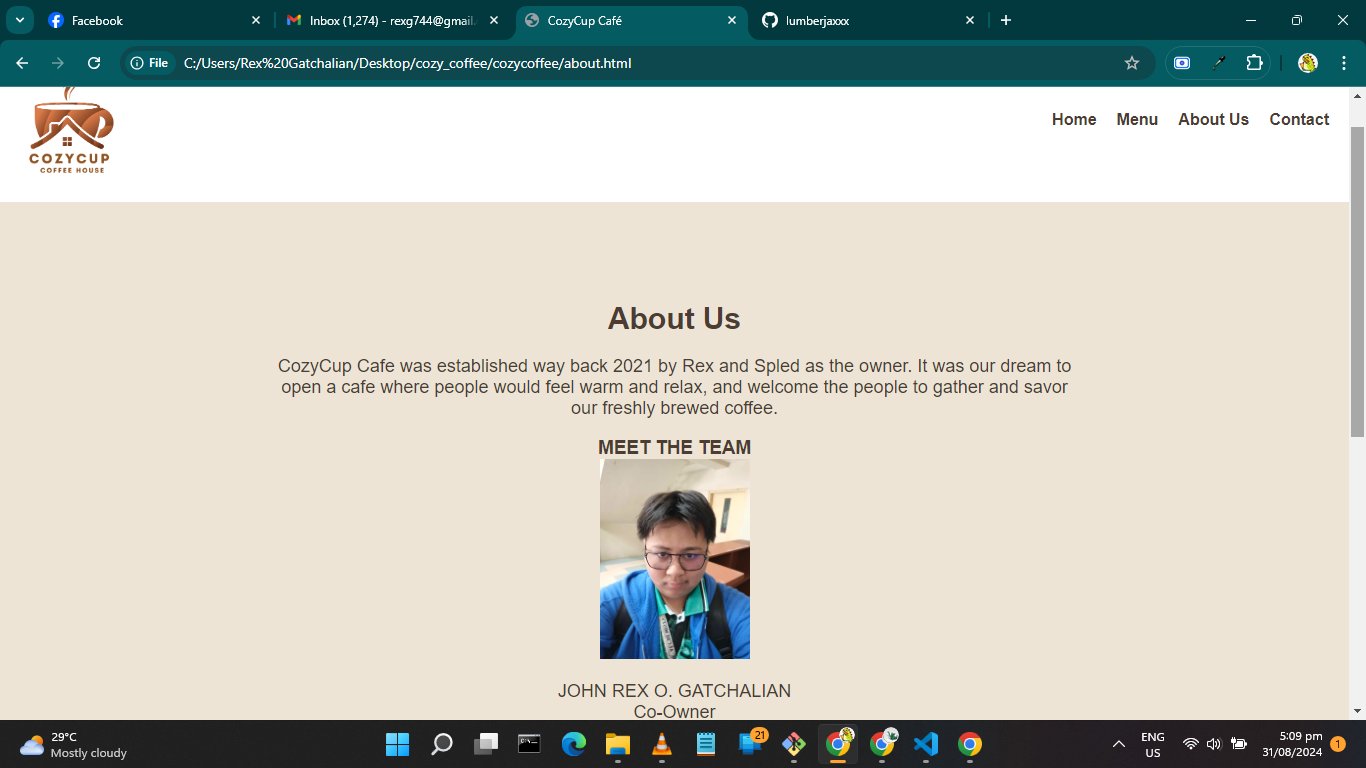 Facebook
Inbox (1,274) - rexg744@gmail.
CozyCup Café
lumberjaxxx
File
C:/Users/Rex%20Gatchalian/Desktop/cozy_coffee/cozycoffee/about.html
COZYCUP
COFFEE HOUSE
Home
Menu
About Us
Contact
About Us
CozyCup Cafe was established way back 2021 by Rex and Spled as the owner. It was our dream to
open a cafe where people would feel warm and relax, and welcome the people to gather and savor
our freshly brewed coffee.
MEET THE TEAM
JOHN REX O. GATCHALIAN
Co-Owner
29°C
Mostly cloudy
21
ENG
US
5:09 pm
31/08/2024
1